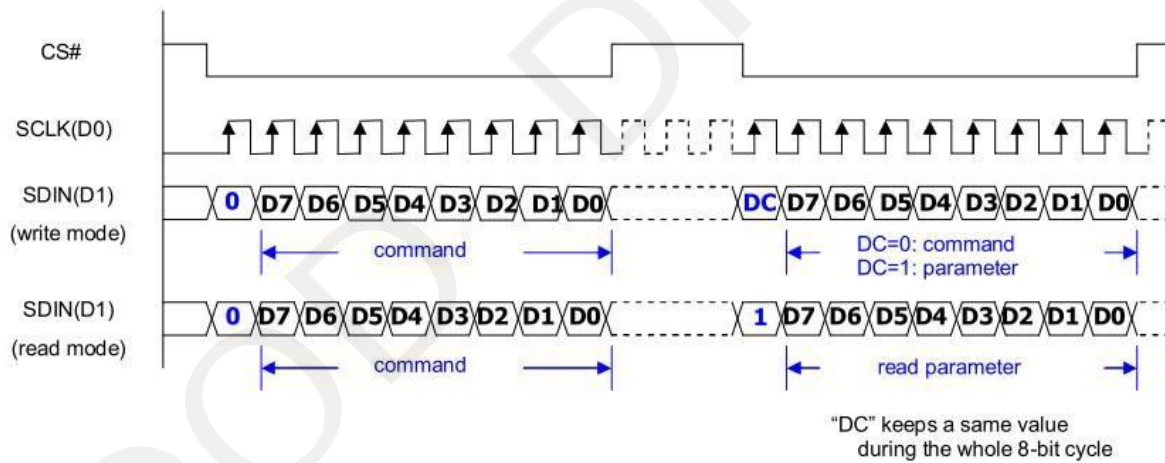 CS#
SCLK(D0)
SDIN(D1)
(write mode)
0 D7 D6 D5 D4 D3 D2 D1 D0 DC D7 D6 D5 D4 D3 D2 D1 D0
command
DC=0: command
DC=1: parameter
SDIN(D1)
(read mode)
0 D7 D6 D5 D4 D3 D2 D1 D0 1 D7 D6 D5 D4 D3 D2 D1 D0
command
read parameter
“DC” keeps a same value
during the whole 8-bit cycle